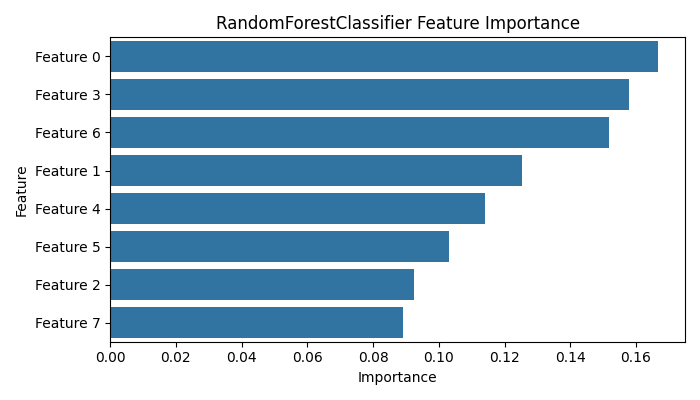 RandomForestClassifier Feature Importance
Feature 0
Feature 3
Feature 6
Feature 1
Feature 4
Feature 5
Feature 2
Feature 7
Feature
0.00 0.02 0.04 0.06 0.08 0.10 0.12 0.14 0.16
Importance